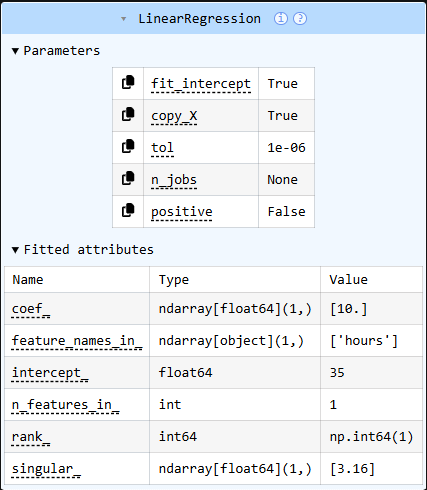 LinearRegression i ?
Parameters
fit_intercept True
copy_X True
tol 1e-06
n_jobs None
positive False
Fitted attributes
Name Type Value
coef_ ndarray[float64](1,) [10.]
feature_names_in_ ndarray[object](1,) ['hours']
intercept_ float64 35
n_features_in_ int 1
rank_ int64 np.int64(1)
singular_ ndarray[float64](1,) [3.16]